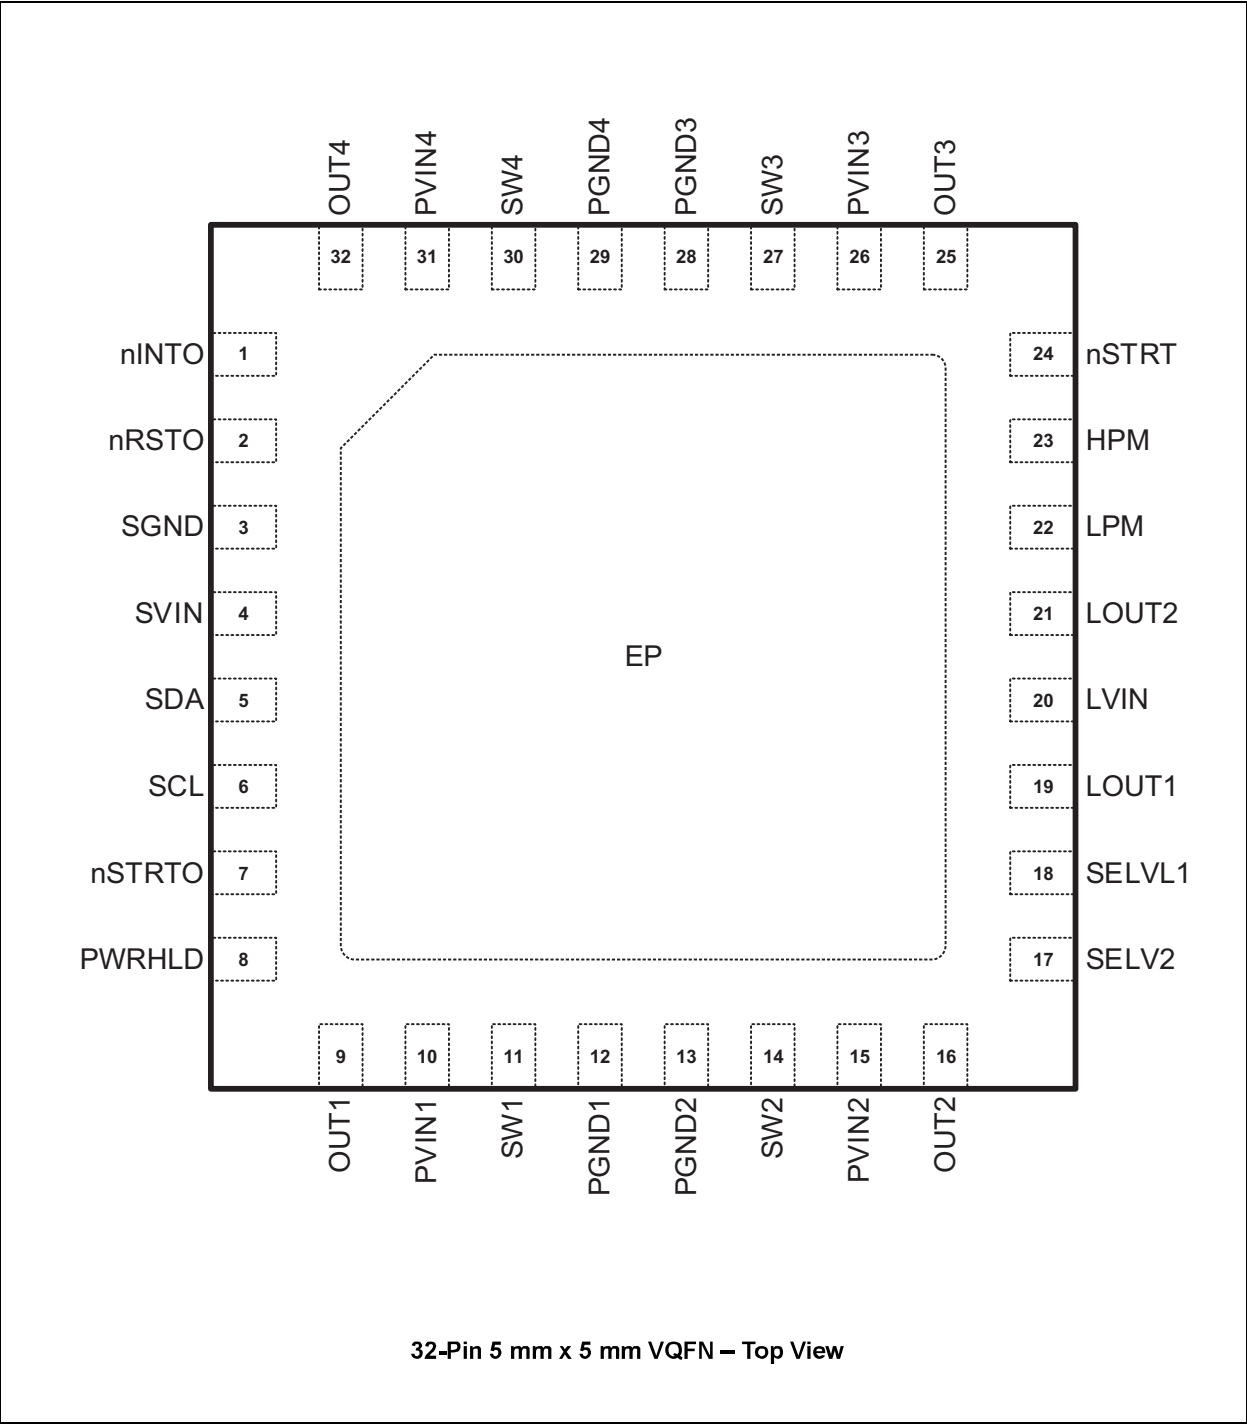 OUT4
PVIN4
SW4
PGND4
PGND3
SW3
PVIN3
OUT3
32 31 30 29 28 27 26 25
nINTO 1 24 nSTRT
nRSTO 2 23 HPM
SGND 3 22 LPM
SVIN 4 21 LOUT2
EP
SDA 5 20 LVIN
SCL 6 19 LOUT1
nSTRTO 7 18 SELVL1
PWRHLD 8 17 SELV2
9 10 11 12 13 14 15 16
OUT1
PVIN1
SW1
PGND1
PGND2
SW2
PVIN2
OUT2
32-Pin 5 mm x 5 mm VQFN – Top View